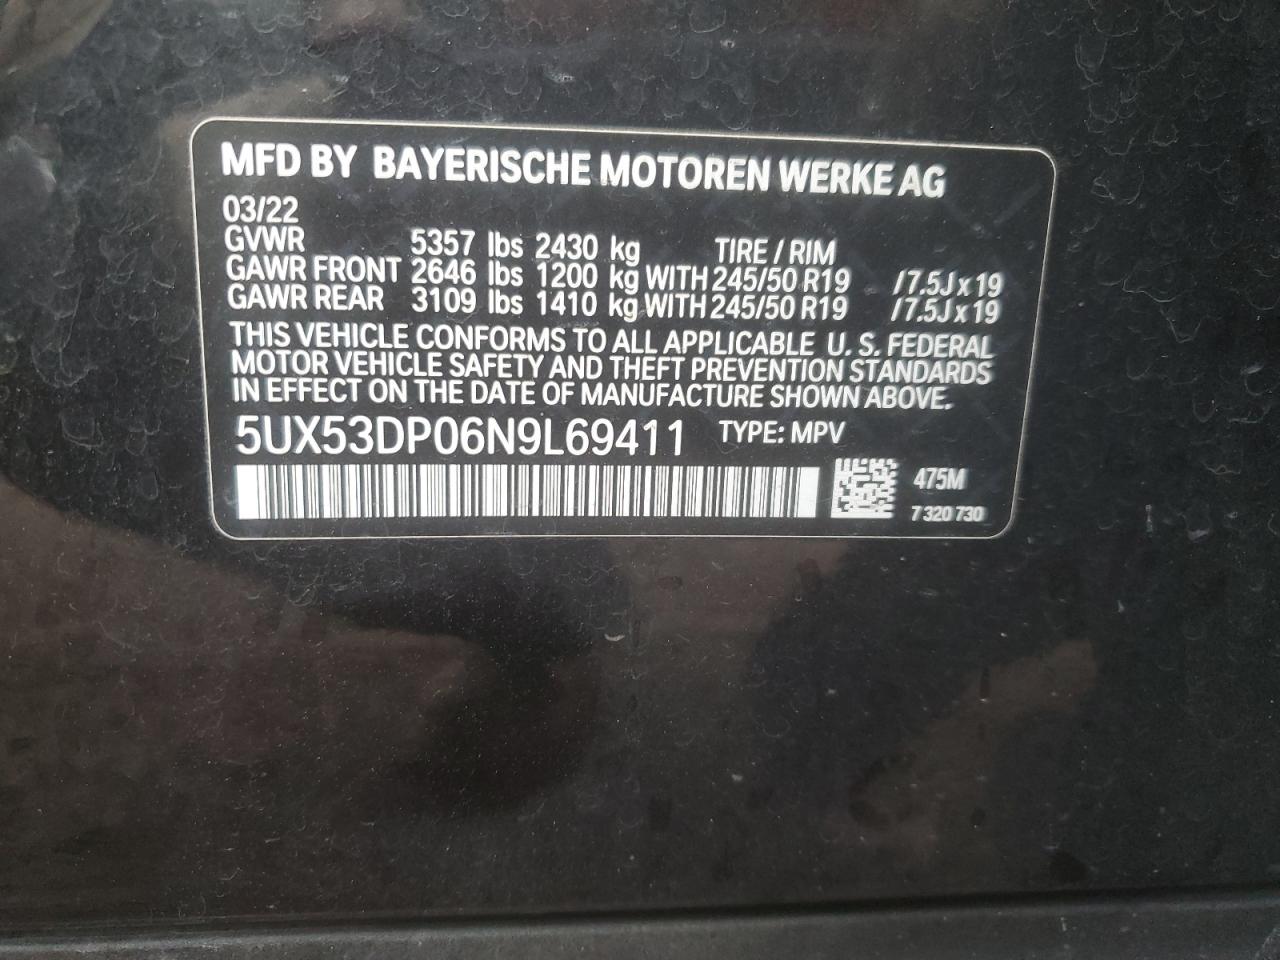 MFD BY BAYERISCHE MOTOREN WERKE AG
03/22
GVWR 5357 lbs 2430 kg TIRE / RIM
GAWR FRONT 2646 lbs 1200 kg WITH 245/50 R19 /7.5J x 19
GAWR REAR 3109 lbs 1410 kg WITH 245/50 R19 /7.5J x 19
THIS VEHICLE CONFORMS TO ALL APPLICABLE U. S. FEDERAL
MOTOR VEHICLE SAFETY AND THEFT PREVENTION STANDARDS
IN EFFECT ON THE DATE OF MANUFACTURE SHOWN ABOVE.
5UX53DP06N9L69411 TYPE: MPV
475M
7 320 730